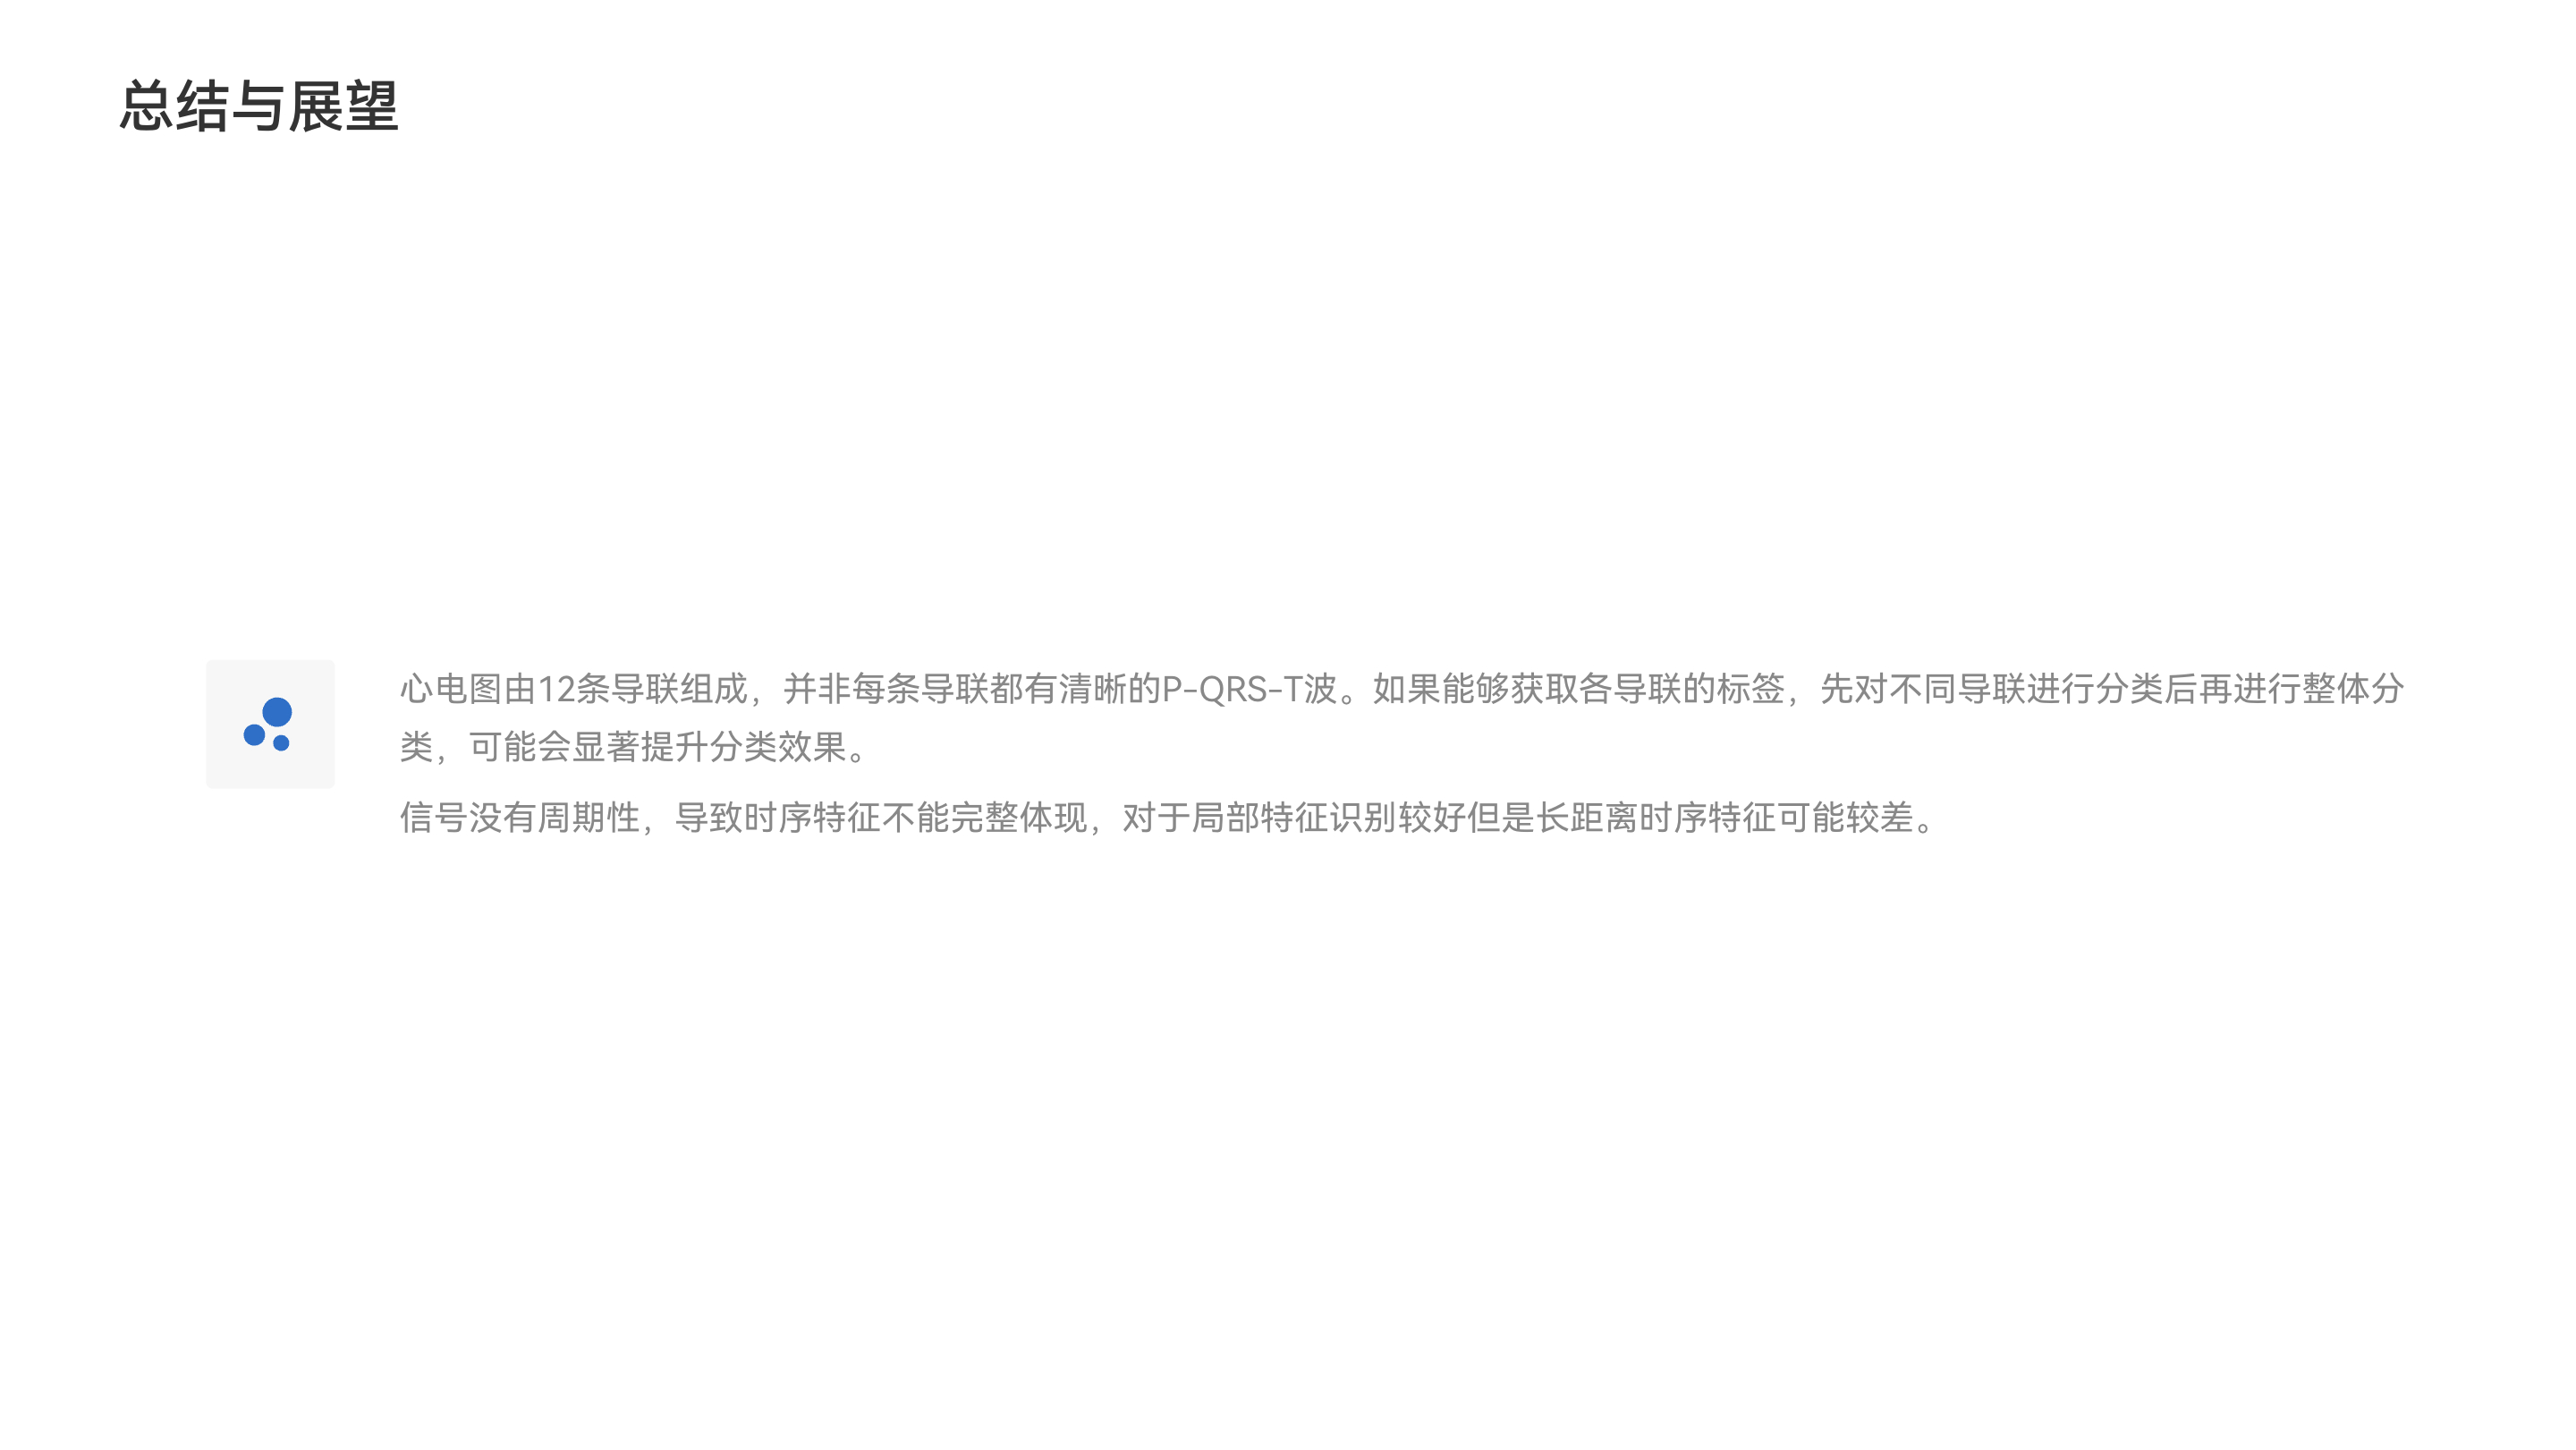 总结与展望
心电图由12条导联组成，并非每条导联都有清晰的P-QRS-T波。如果能够获取各导联的标签，先对不同导联进行分类后再进行整体分
类，可能会显著提升分类效果。
信号没有周期性，导致时序特征不能完整体现，对于局部特征识别较好但是长距离时序特征可能较差。